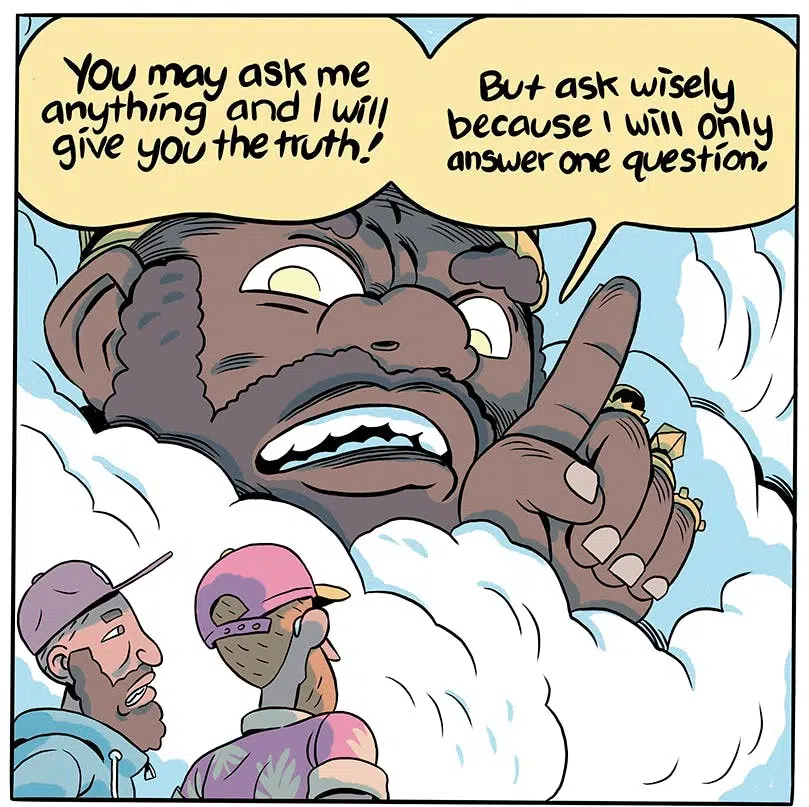 You may ask me
anything and I will
give you the truth!
But ask wisely
because I will only
answer one question.